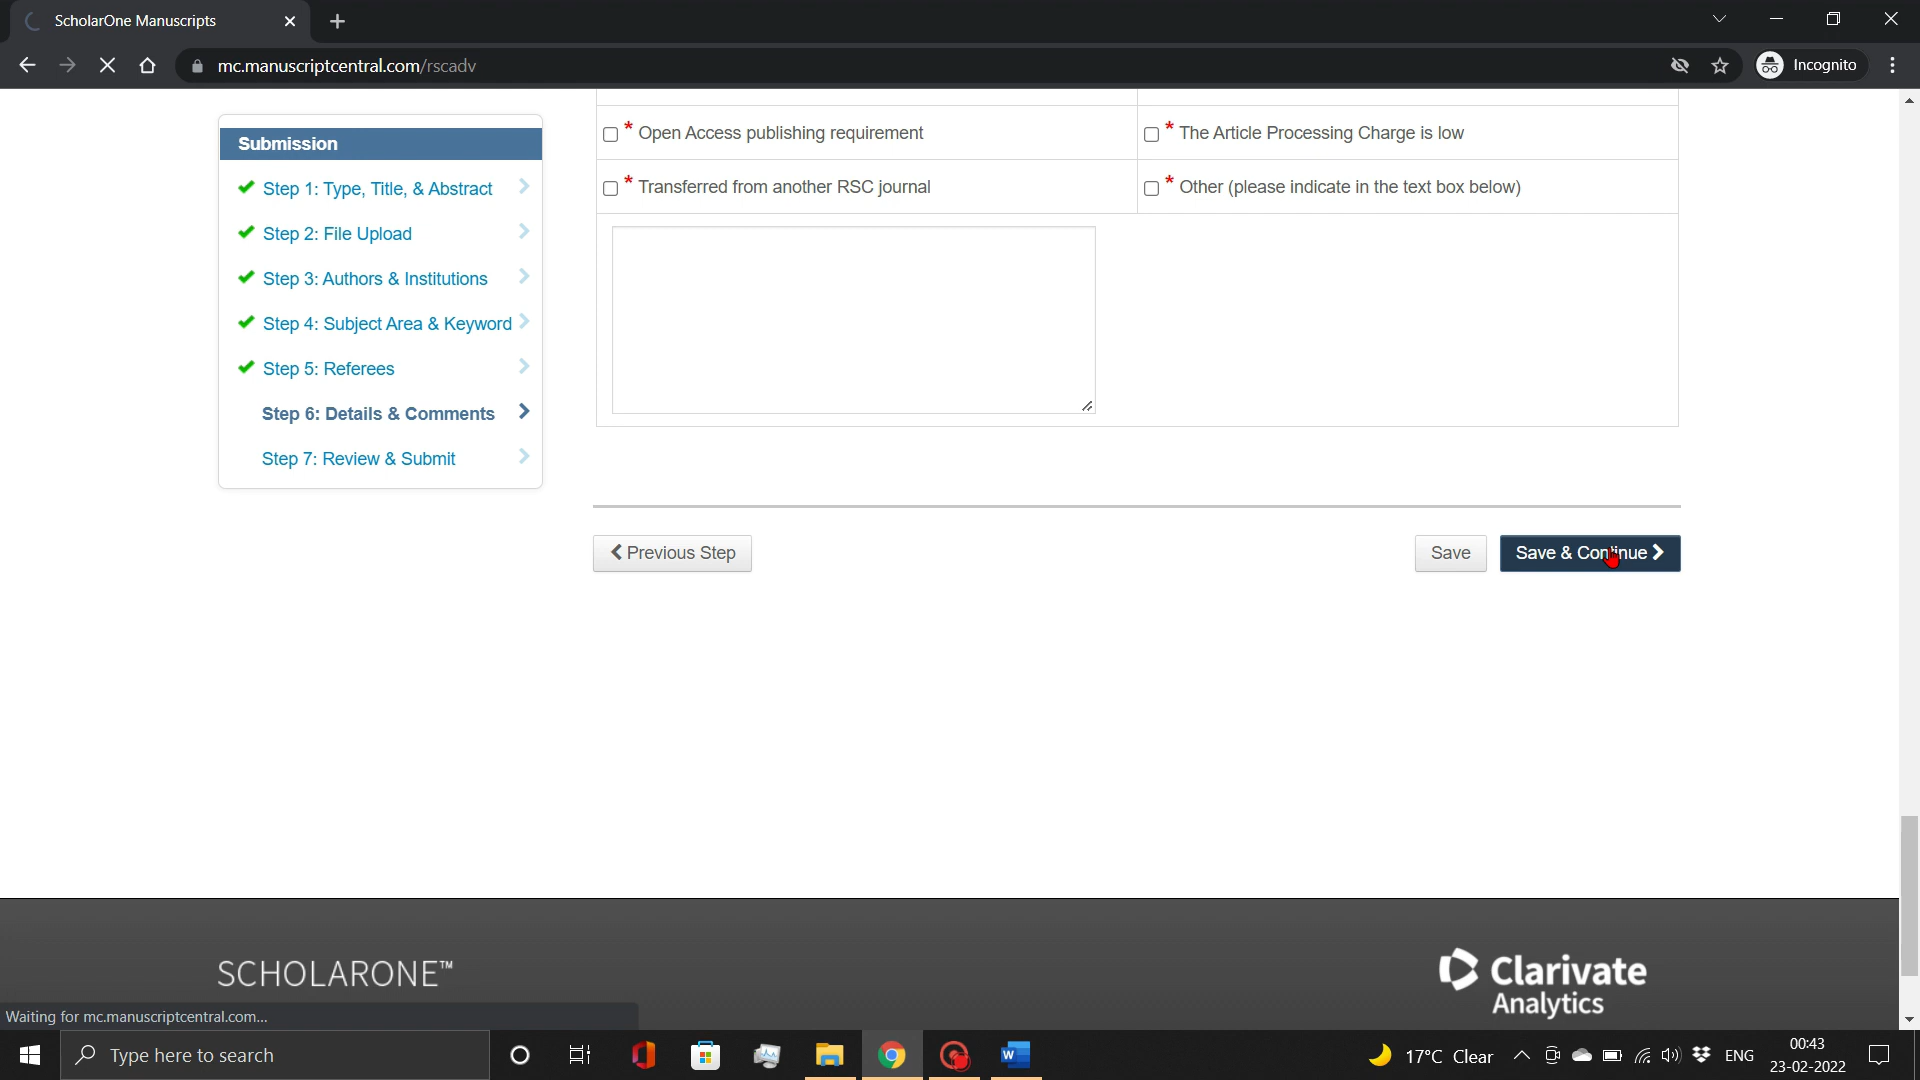 ScholarOne Manuscripts
mc.manuscriptcentral.com/rscadv
Incognito
Submission
Step 1: Type, Title, & Abstract
Step 2: File Upload
Step 3: Authors & Institutions
Step 4: Subject Area & Keyword
Step 5: Referees
Step 6: Details & Comments
Step 7: Review & Submit
* Open Access publishing requirement
* The Article Processing Charge is low
* Transferred from another RSC journal
* Other (please indicate in the text box below)
Previous Step
Save
Save & Continue
SCHOLARONE™
Clarivate
Analytics
Waiting for mc.manuscriptcentral.com...
Type here to search
17°C Clear
ENG
00:43
23-02-2022